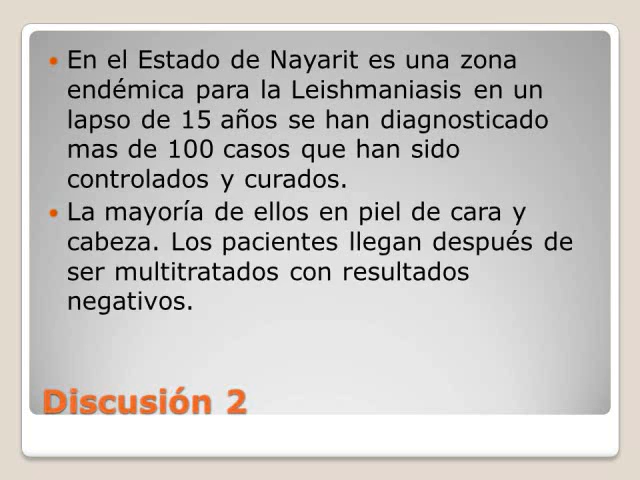 En el Estado de Nayarit es una zona
endémica para la Leishmaniasis en un
lapso de 15 años se han diagnosticado
mas de 100 casos que han sido
controlados y curados.
La mayoría de ellos en piel de cara y
cabeza. Los pacientes llegan después de
ser multitratados con resultados
negativos.
Discusión 2